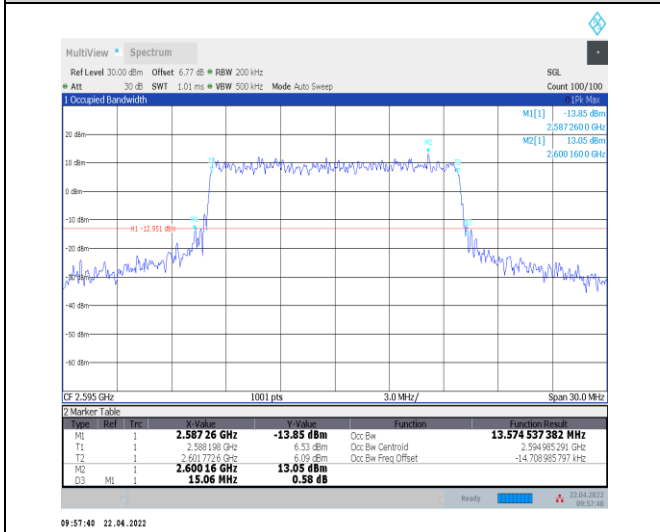 MultiView Spectrum
Ref Level 30.00 dBm Offset 6.77 dB RBW 200 kHz SGL
Att 30 dB SWT 1.01 ms VBW 500 kHz Mode Auto Sweep Count 100/100
1 Occupied Bandwidth 1Pk Max
M1[1] -13.85 dBm
2.587260 0 GHz
M2[1] 13.05 dBm
2.600 160 0 GHz
20 dBm
10 dBm
0 dBm
-10 dBm
H1 -12.951 dBm
-20 dBm
-30 dBm
-40 dBm
-50 dBm
-60 dBm
M2
T1
T2
M1
CF 2.595 GHz 1001 pts 3.0 MHz/ Span 30.0 MHz
2 Marker Table
Type Ref Trc X-Value Y-Value Function Function Result
M1 1 2.587 26 GHz -13.85 dBm Occ Bw 13.574 537 382 MHz
T1 1 2.588 198 GHz 6.53 dBm Occ Bw Centroid 2.594 985 291 GHz
T2 1 2.601 772 6 GHz 6.09 dBm Occ Bw Freq Offset -14.708 985 797 kHz
M2 1 2.600 16 GHz 13.05 dBm
D3 M1 1 15.06 MHz 0.58 dB
Ready 22.04.2022
09:57:40
09:57:40 22.04.2022